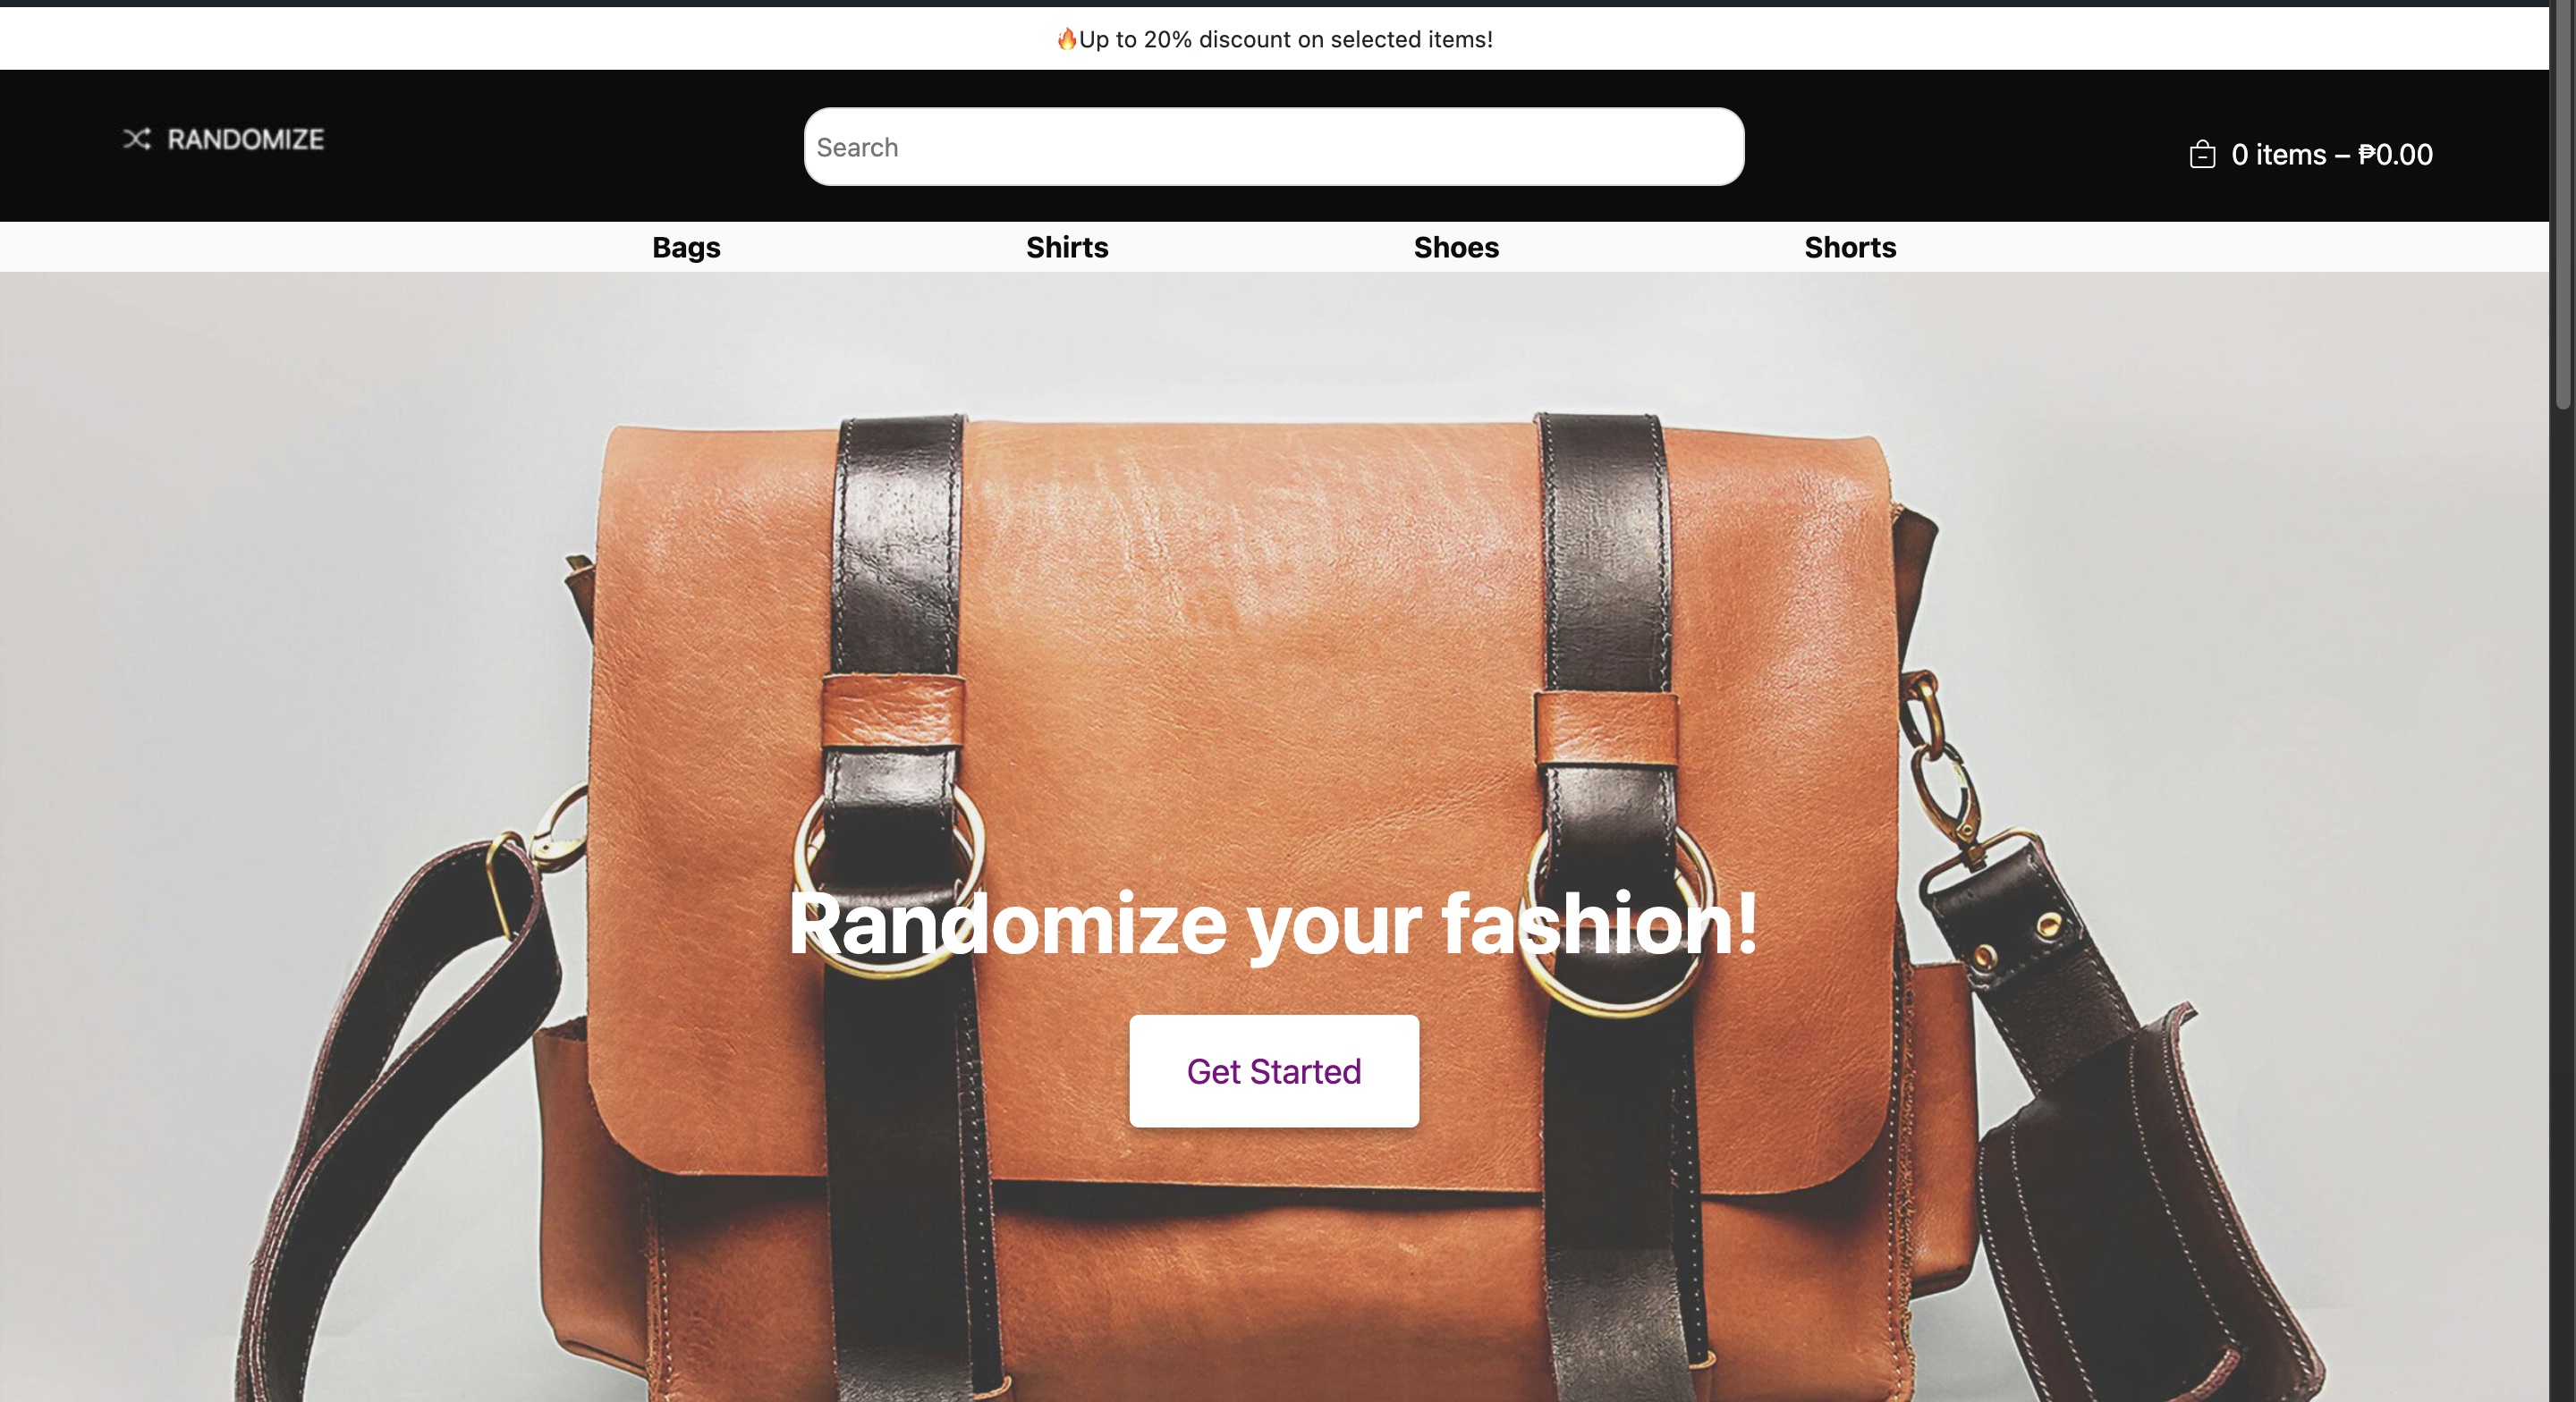 🔥Up to 20% discount on selected items!
RANDOMIZE
Search
0 items – ₱0.00
Bags Shirts Shoes Shorts
Randomize your fashion!
Get Started